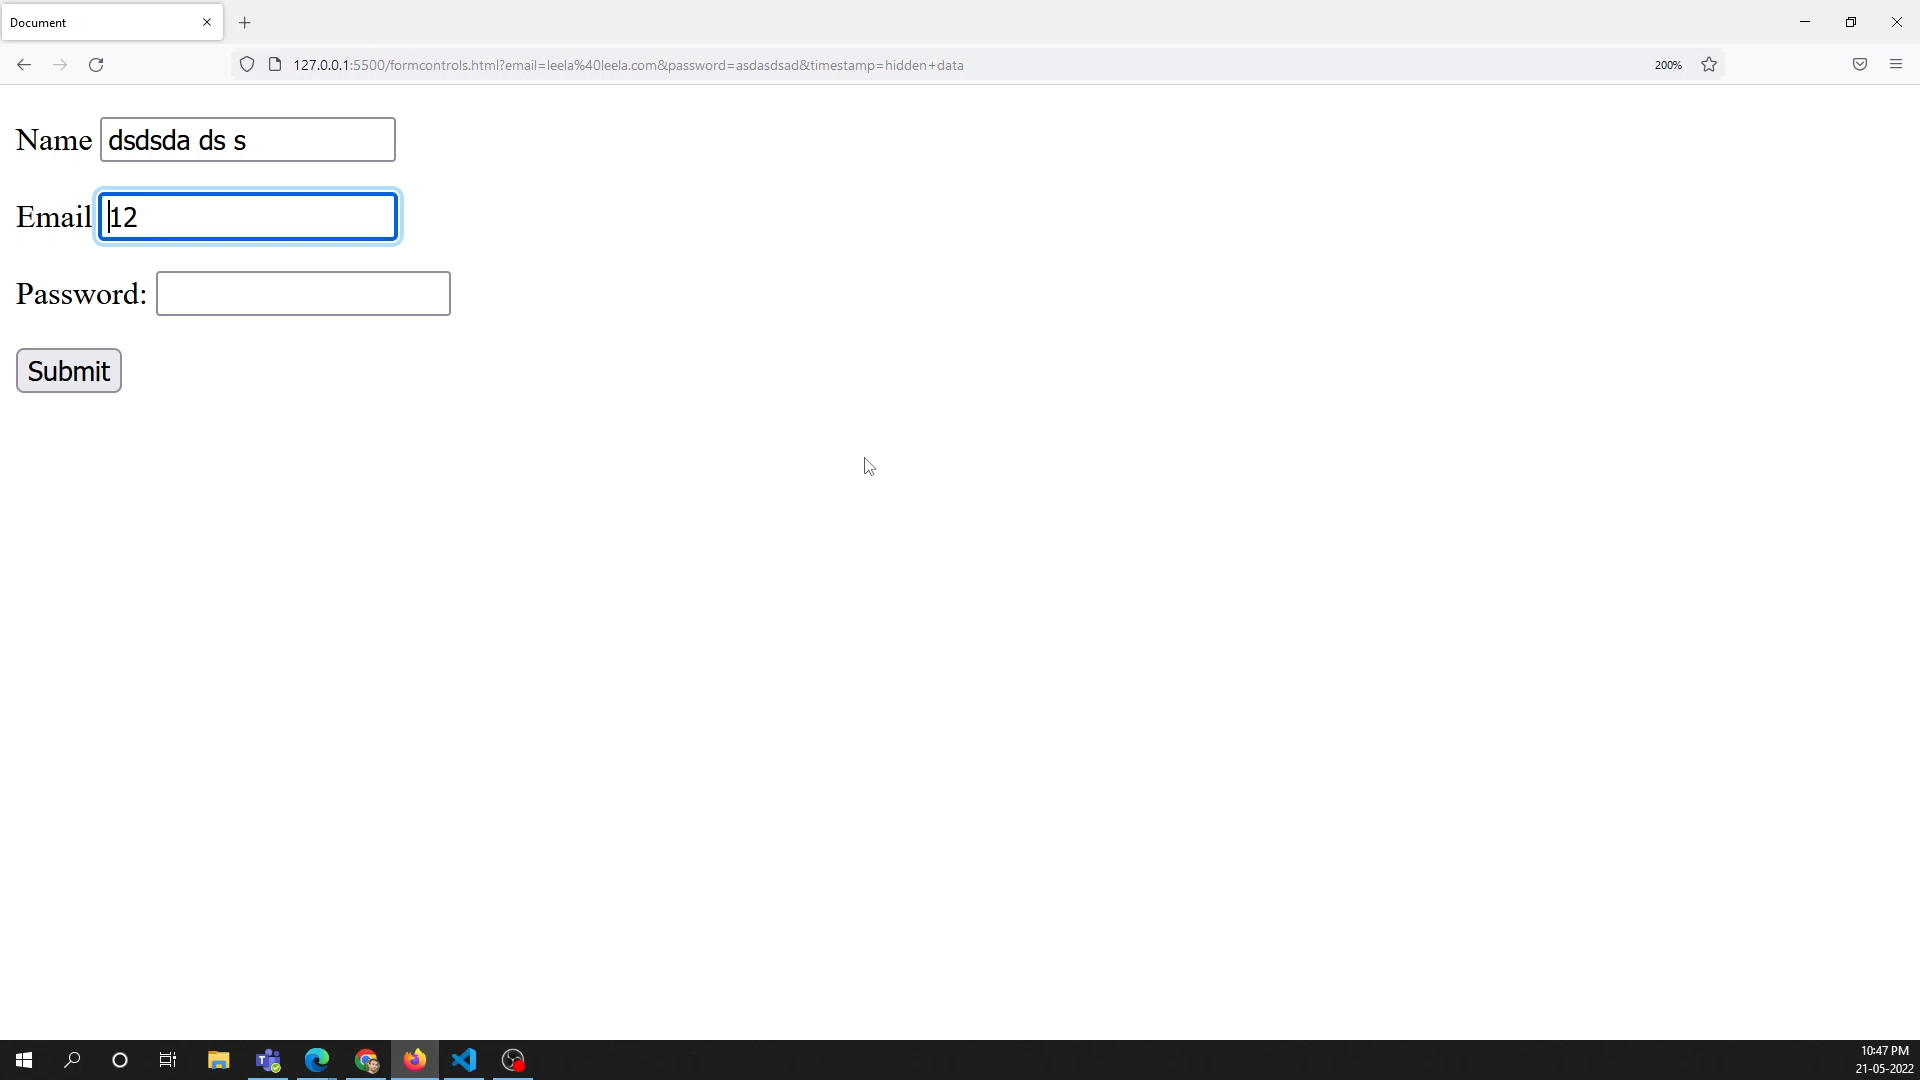 Document
127.0.0.1:5500/formcontrols.html?email=leela%40leela.com&password=asdasdsad&timestamp=hidden+data
200%
Name dsdsda ds s
Email 12
Password:
Submit
10:47 PM
21-05-2022